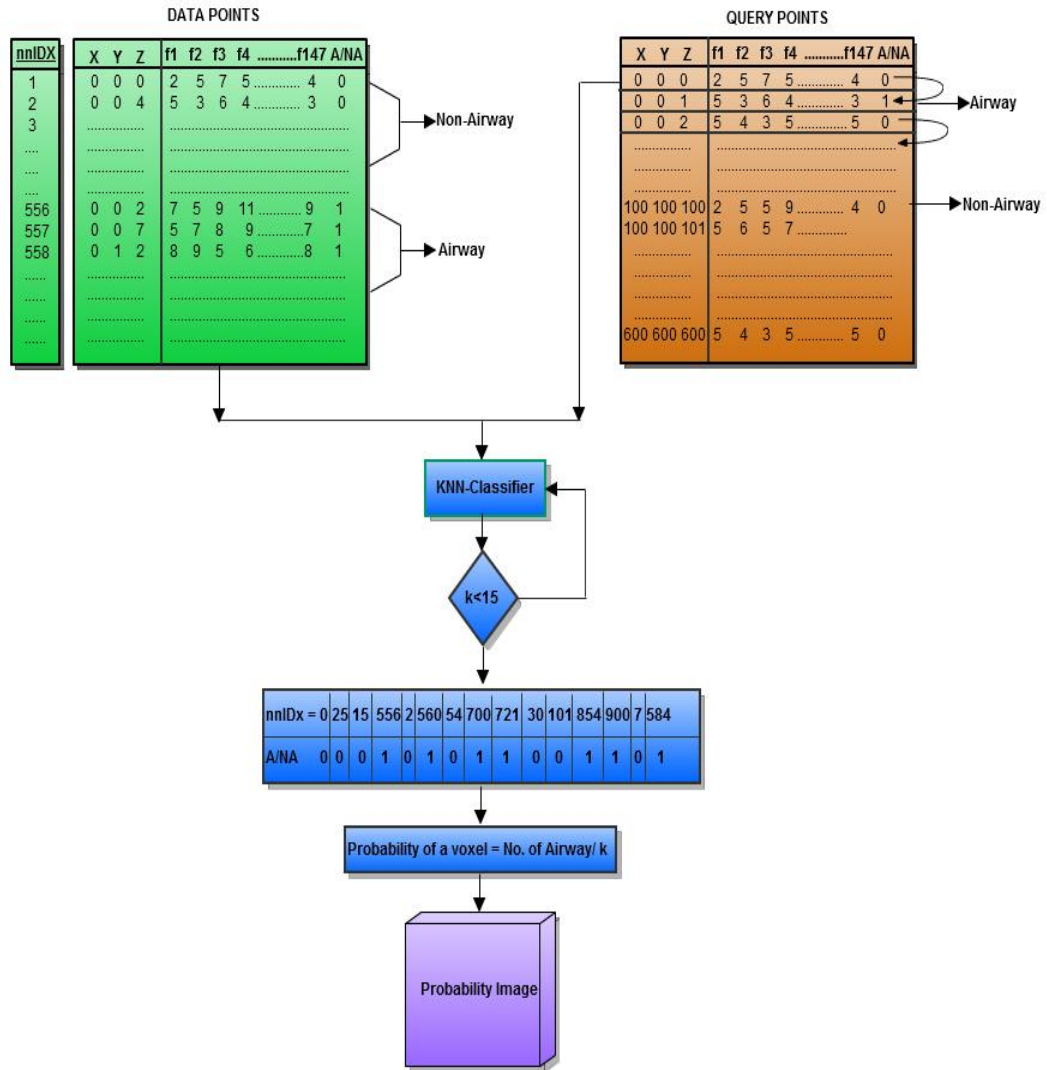 DATA POINTS
nnIDX
1
2
3
....
....
....
556
557
558
......
......
......
......
X Y Z f1 f2 f3 f4 ...........f147 A/NA
0 0 0 2 5 7 5............ 4 0
0 0 4 5 3 6 4............ 3 0
0 0 2 7 5 9 11............ 9 1
0 0 7 5 7 8 9............7 1
0 1 2 8 9 5 6............8 1
Non-Airway
Airway
QUERY POINTS
X Y Z f1 f2 f3 f4 ...........f147 A/NA
0 0 0 2 5 7 5............ 4 0
0 0 1 5 3 6 4............ 3 1
0 0 2 5 4 3 5............ 5 0
100 100 100 2 5 5 9............ 4 0
100 100 101 5 6 5 7............
600 600 600 5 4 3 5............ 5 0
Airway
Non-Airway
KNN-Classifier
k<15
nnIDx = 0 25 15 556 2 560 54 700 721 30 101 854 900 7 584
A/NA 0 0 0 1 0 1 0 1 1 0 0 1 1 0 1
Probability of a voxel = No. of Airway/ k
Probability Image